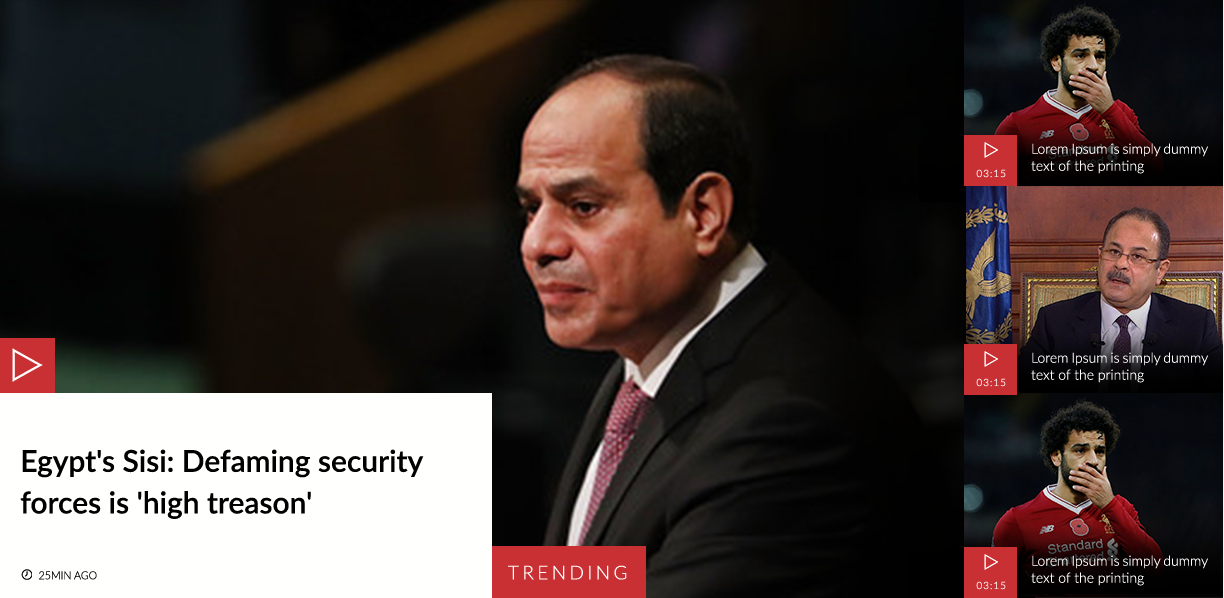 Egypt's Sisi: Defaming security
forces is 'high treason'
25MIN AGO
TRENDING
03:15
Lorem Ipsum is simply dummy
text of the printing
03:15
Lorem Ipsum is simply dummy
text of the printing
Standard
03:15
Lorem Ipsum is simply dummy
text of the printing